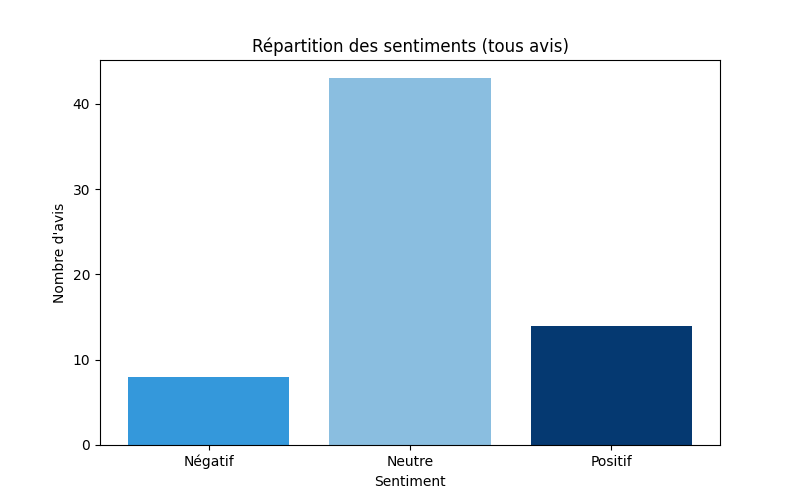 Répartition des sentiments (tous avis)
Nombre d'avis
40
30
20
10
0
Négatif
Neutre
Positif
Sentiment